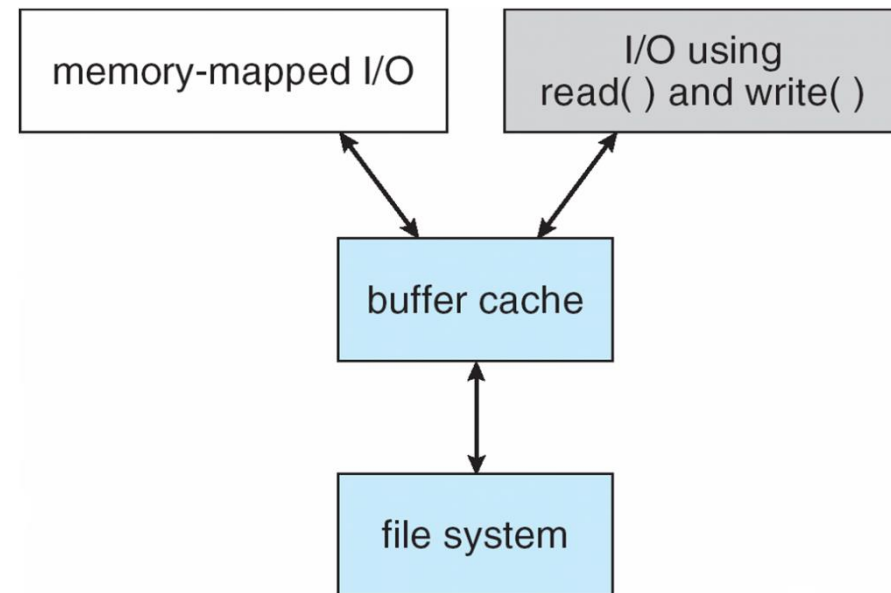 memory-mapped I/O
I/O using
read( ) and write( )
buffer cache
file system